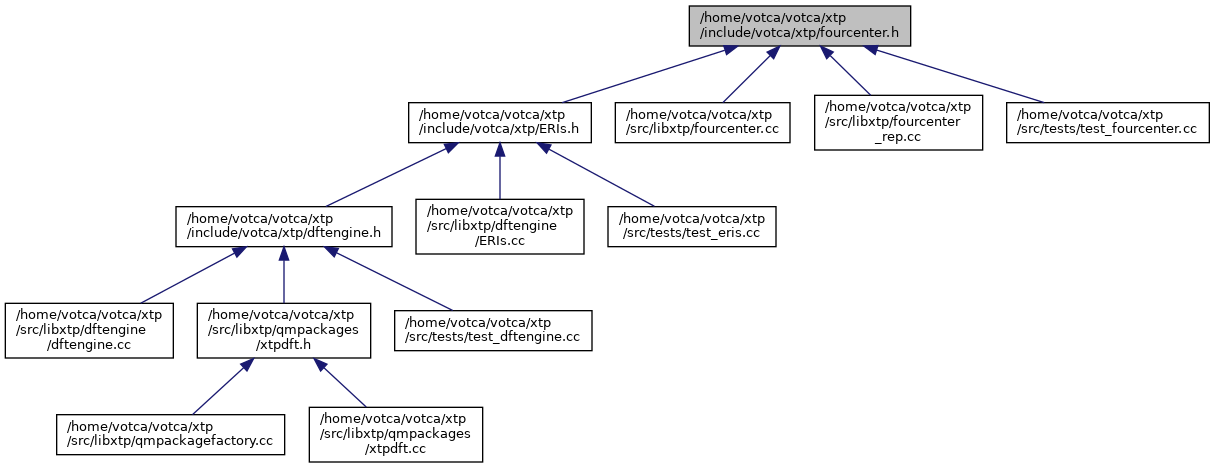 /home/votca/votca/xtp
/include/votca/xtp/fourcenter.h
/home/votca/votca/xtp
/include/votca/xtp/ERIs.h
/home/votca/votca/xtp
/src/libxtp/fourcenter.cc
/home/votca/votca/xtp
/src/libxtp/fourcenter
_rep.cc
/home/votca/votca/xtp
/src/tests/test_fourcenter.cc
/home/votca/votca/xtp
/include/votca/xtp/dftengine.h
/home/votca/votca/xtp
/src/libxtp/dftengine
/ERIs.cc
/home/votca/votca/xtp
/src/tests/test_eris.cc
/home/votca/votca/xtp
/src/libxtp/dftengine
/dftengine.cc
/home/votca/votca/xtp
/src/libxtp/qmpackages
/xtpdft.h
/home/votca/votca/xtp
/src/tests/test_dftengine.cc
/home/votca/votca/xtp
/src/libxtp/qmpackagefactory.cc
/home/votca/votca/xtp
/src/libxtp/qmpackages
/xtpdft.cc